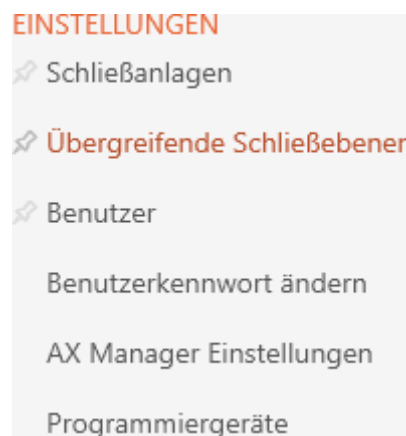 EINSTELLUNGEN
Schließanlagen
Übergreifende Schließebenen
Benutzer
Benutzerkennwort ändern
AX Manager Einstellungen
Programmiergeräte